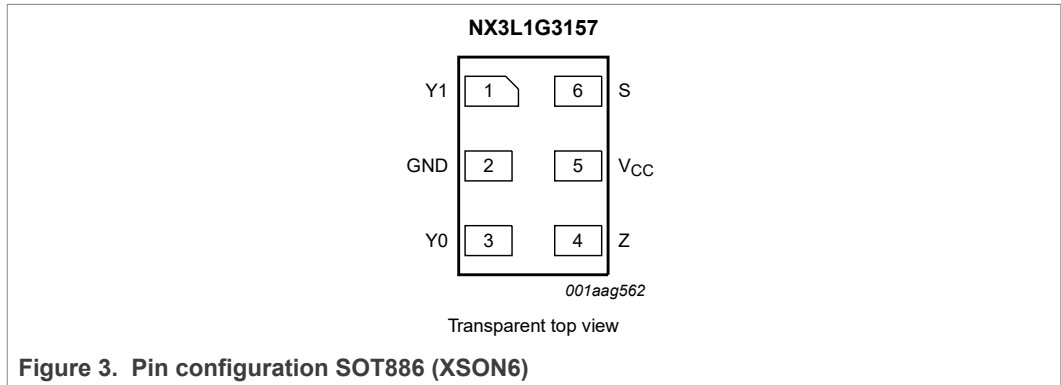 NX3L1G3157
Y1 1 6 S
GND 2 5 VCC
Y0 3 4 Z
001aag562
Transparent top view
Figure 3. Pin configuration SOT886 (XSON6)